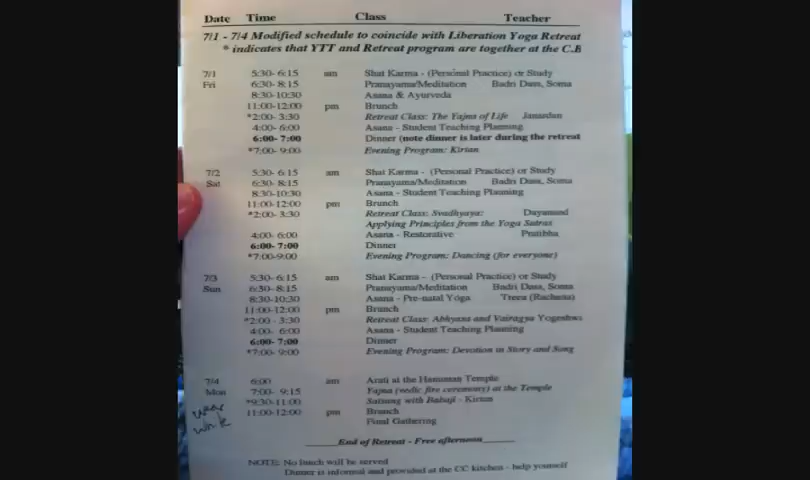 Date Time Class Teacher
7/1 - 7/4 Modified schedule to coincide with Liberation Yoga Retreat
* indicates that YTT and Retreat program are together at the C.B
7/1 5:30- 6:15 am Shat Karma - (Personal Practice) or Study
Fri 6:30- 8:15 Pranayama/Meditation Badri Dass, Soma
8:30-10:30 Asana & Ayurveda
11:00-12:00 pm Brunch
*2:00- 3:30 Retreat Class: The Yajna of Life Janardan
4:00- 6:00 Asana - Student Teaching Planning
6:00- 7:00 Dinner (note dinner is later during the retreat
*7:00- 9:00 Evening Program: Kirtan
7/2 5:30- 6:15 am Shat Karma - (Personal Practice) or Study
Sat 6:30- 8:15 Pranayama/Meditation Badri Dass, Soma
8:30-10:30 Asana - Student Teaching Planning
11:00-12:00 pm Brunch
*2:00- 3:30 Retreat Class: Svadhyaya: Dayanand
Applying Principles from the Yoga Sutras
4:00- 6:00 Asana - Restorative Pratibha
6:00- 7:00 Dinner
*7:00-9:00 Evening Program: Dancing (for everyone)
7/3 5:30- 6:15 am Shat Karma - (Personal Practice) or Study
Sun 6:30- 8:15 Pranayama/Meditation Badri Dass, Soma
8:30-10:30 Asana - Pre-natal Yoga (Rachana)
11:00-12:00 pm Brunch
*2:00- 3:30 Retreat Class: Abhyasa and Vairagya Yogeshwa
4:00- 6:00 Asana - Student Teaching Planning
6:00- 7:00 Dinner
*7:00- 9:00 Evening Program: Devotion in Story and Song
7/4 6:00 am Arati at the Hanuman Temple
Mon 7:00- 9:15 Yajna (vedic fire ceremony) at the Temple
*9:30-11:00 Satsang with Babaji - Kirtan
wear white 11:00-12:00 pm Brunch
Final Gathering
End of Retreat - Free afternoon
NOTE: No lunch will be served
Dinner is informal and provided at the CC kitchen - help yourself